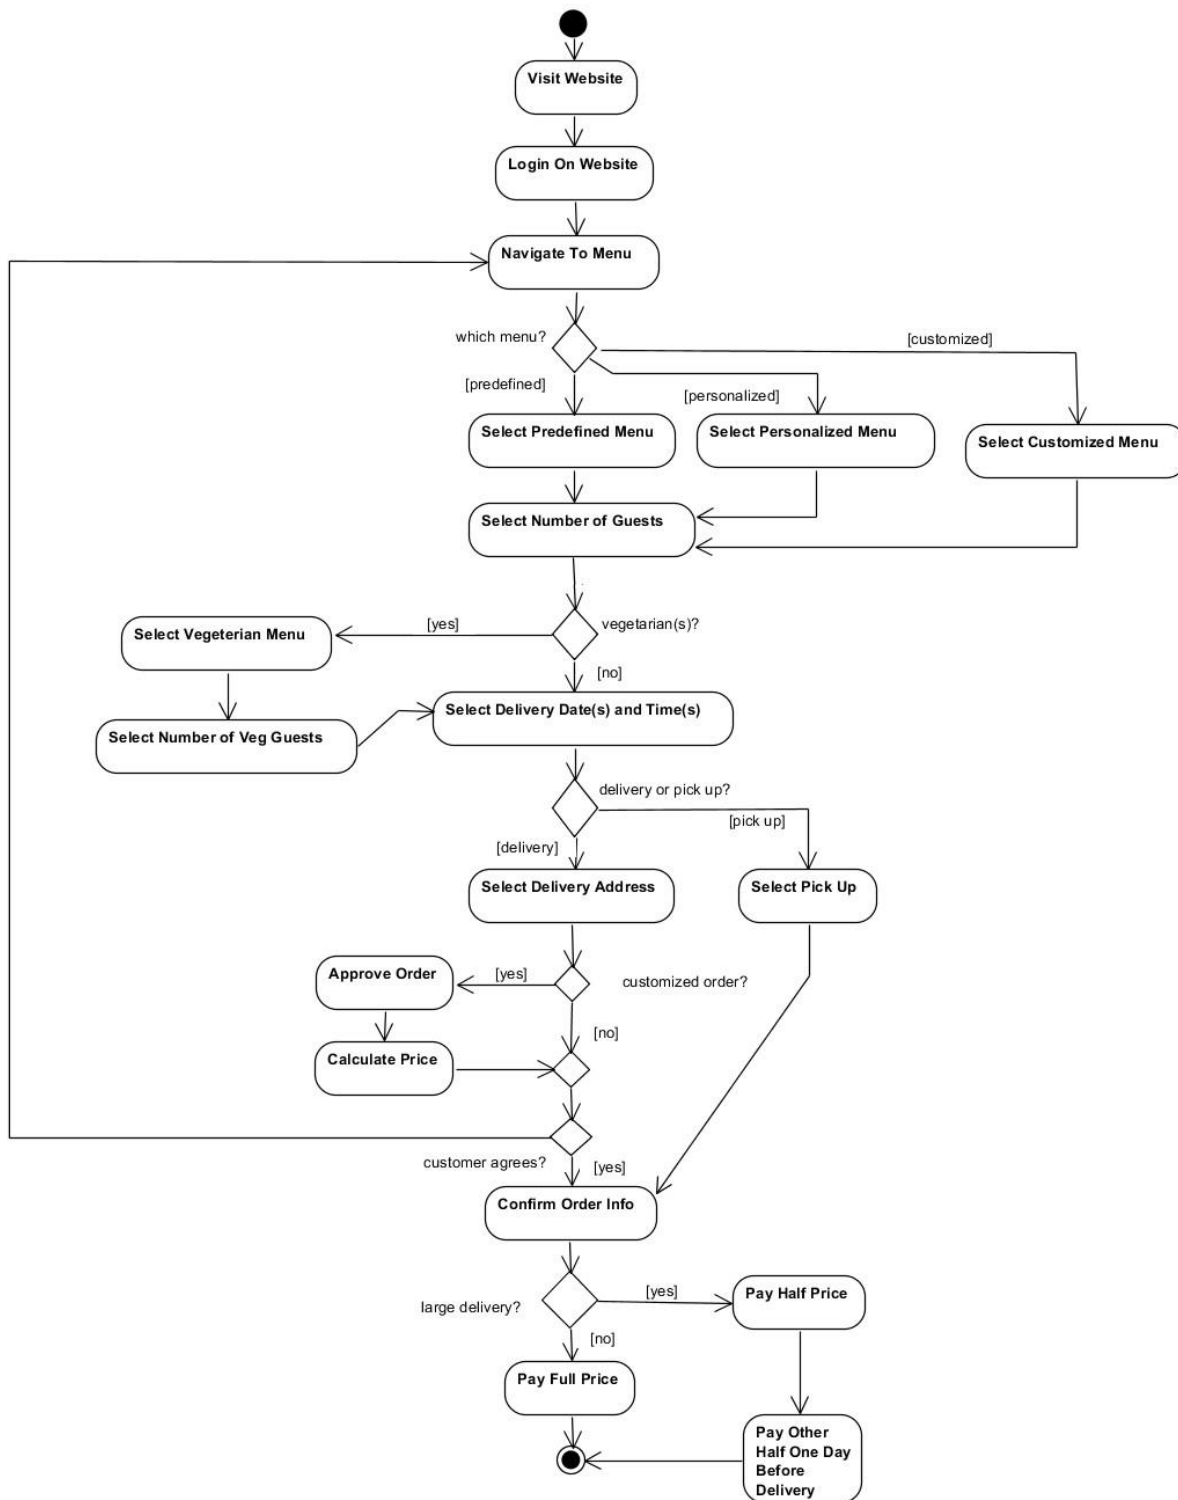 Visit Website
Login On Website
Navigate To Menu
which menu?
[customized]
[predefined]
[personalized]
Select Predefined Menu
Select Personalized Menu
Select Customized Menu
Select Number of Guests
[yes]
vegetarian(s)?
Select Vegeterian Menu
[no]
Select Delivery Date(s) and Time(s)
Select Number of Veg Guests
delivery or pick up?
[pick up]
[delivery]
Select Delivery Address
Select Pick Up
Approve Order
[yes]
customized order?
[no]
Calculate Price
customer agrees?
[yes]
Confirm Order Info
large delivery?
[yes]
Pay Half Price
[no]
Pay Full Price
Pay Other
Half One Day
Before
Delivery